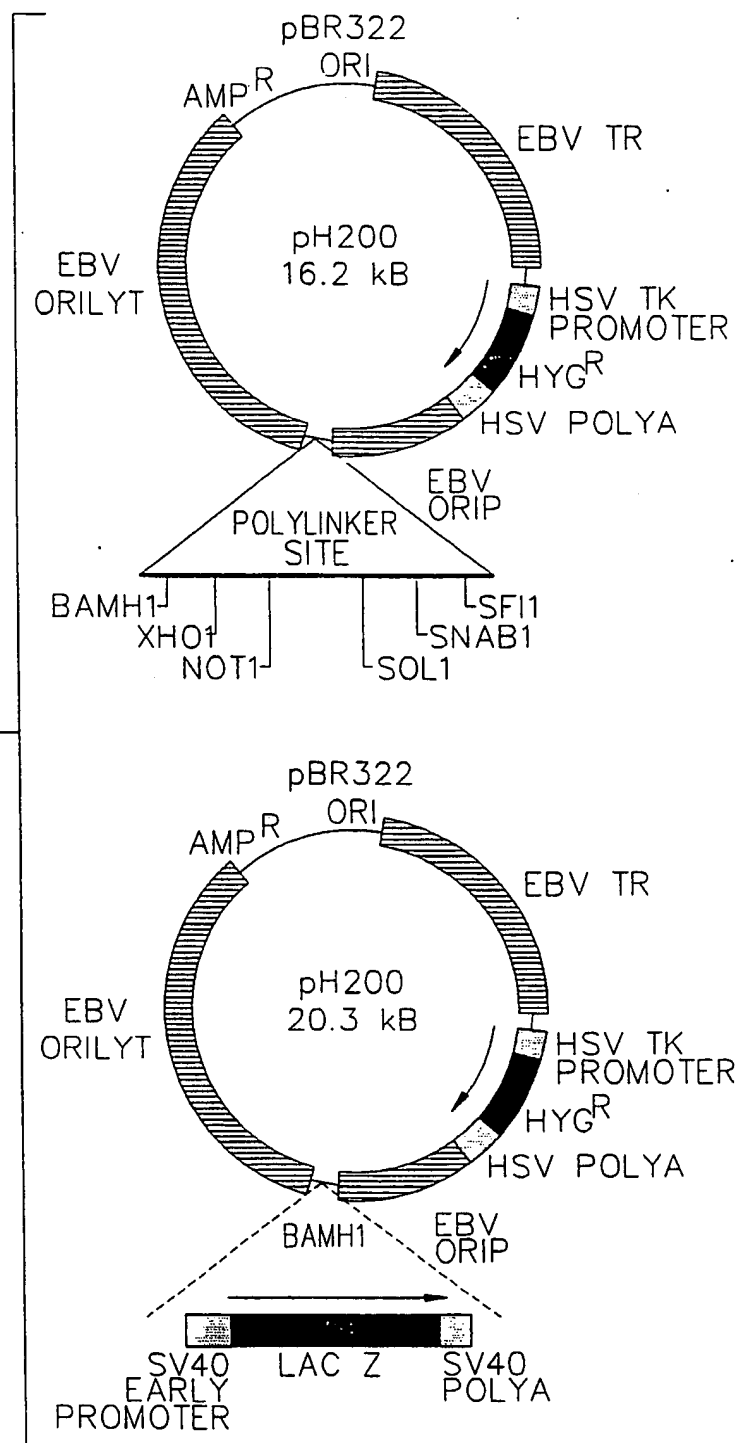 pBR322
ORI
AMP R
EBV TR
EBV
ORILYT
pH200
16.2 kB
HSV TK
PROMOTER
HYG R
HSV POLYA
EBV
ORIP
POLYLINKER
SITE
BAMH1
XHO1
NOT1
SOL1
SNAB1
SFI1
pBR322
ORI
AMP R
EBV TR
EBV
ORILYT
pH200
20.3 kB
HSV TK
PROMOTER
HYG R
HSV POLYA
EBV
ORIP
BAMH1
SV40
EARLY
PROMOTER
LAC Z
SV40
POLYA